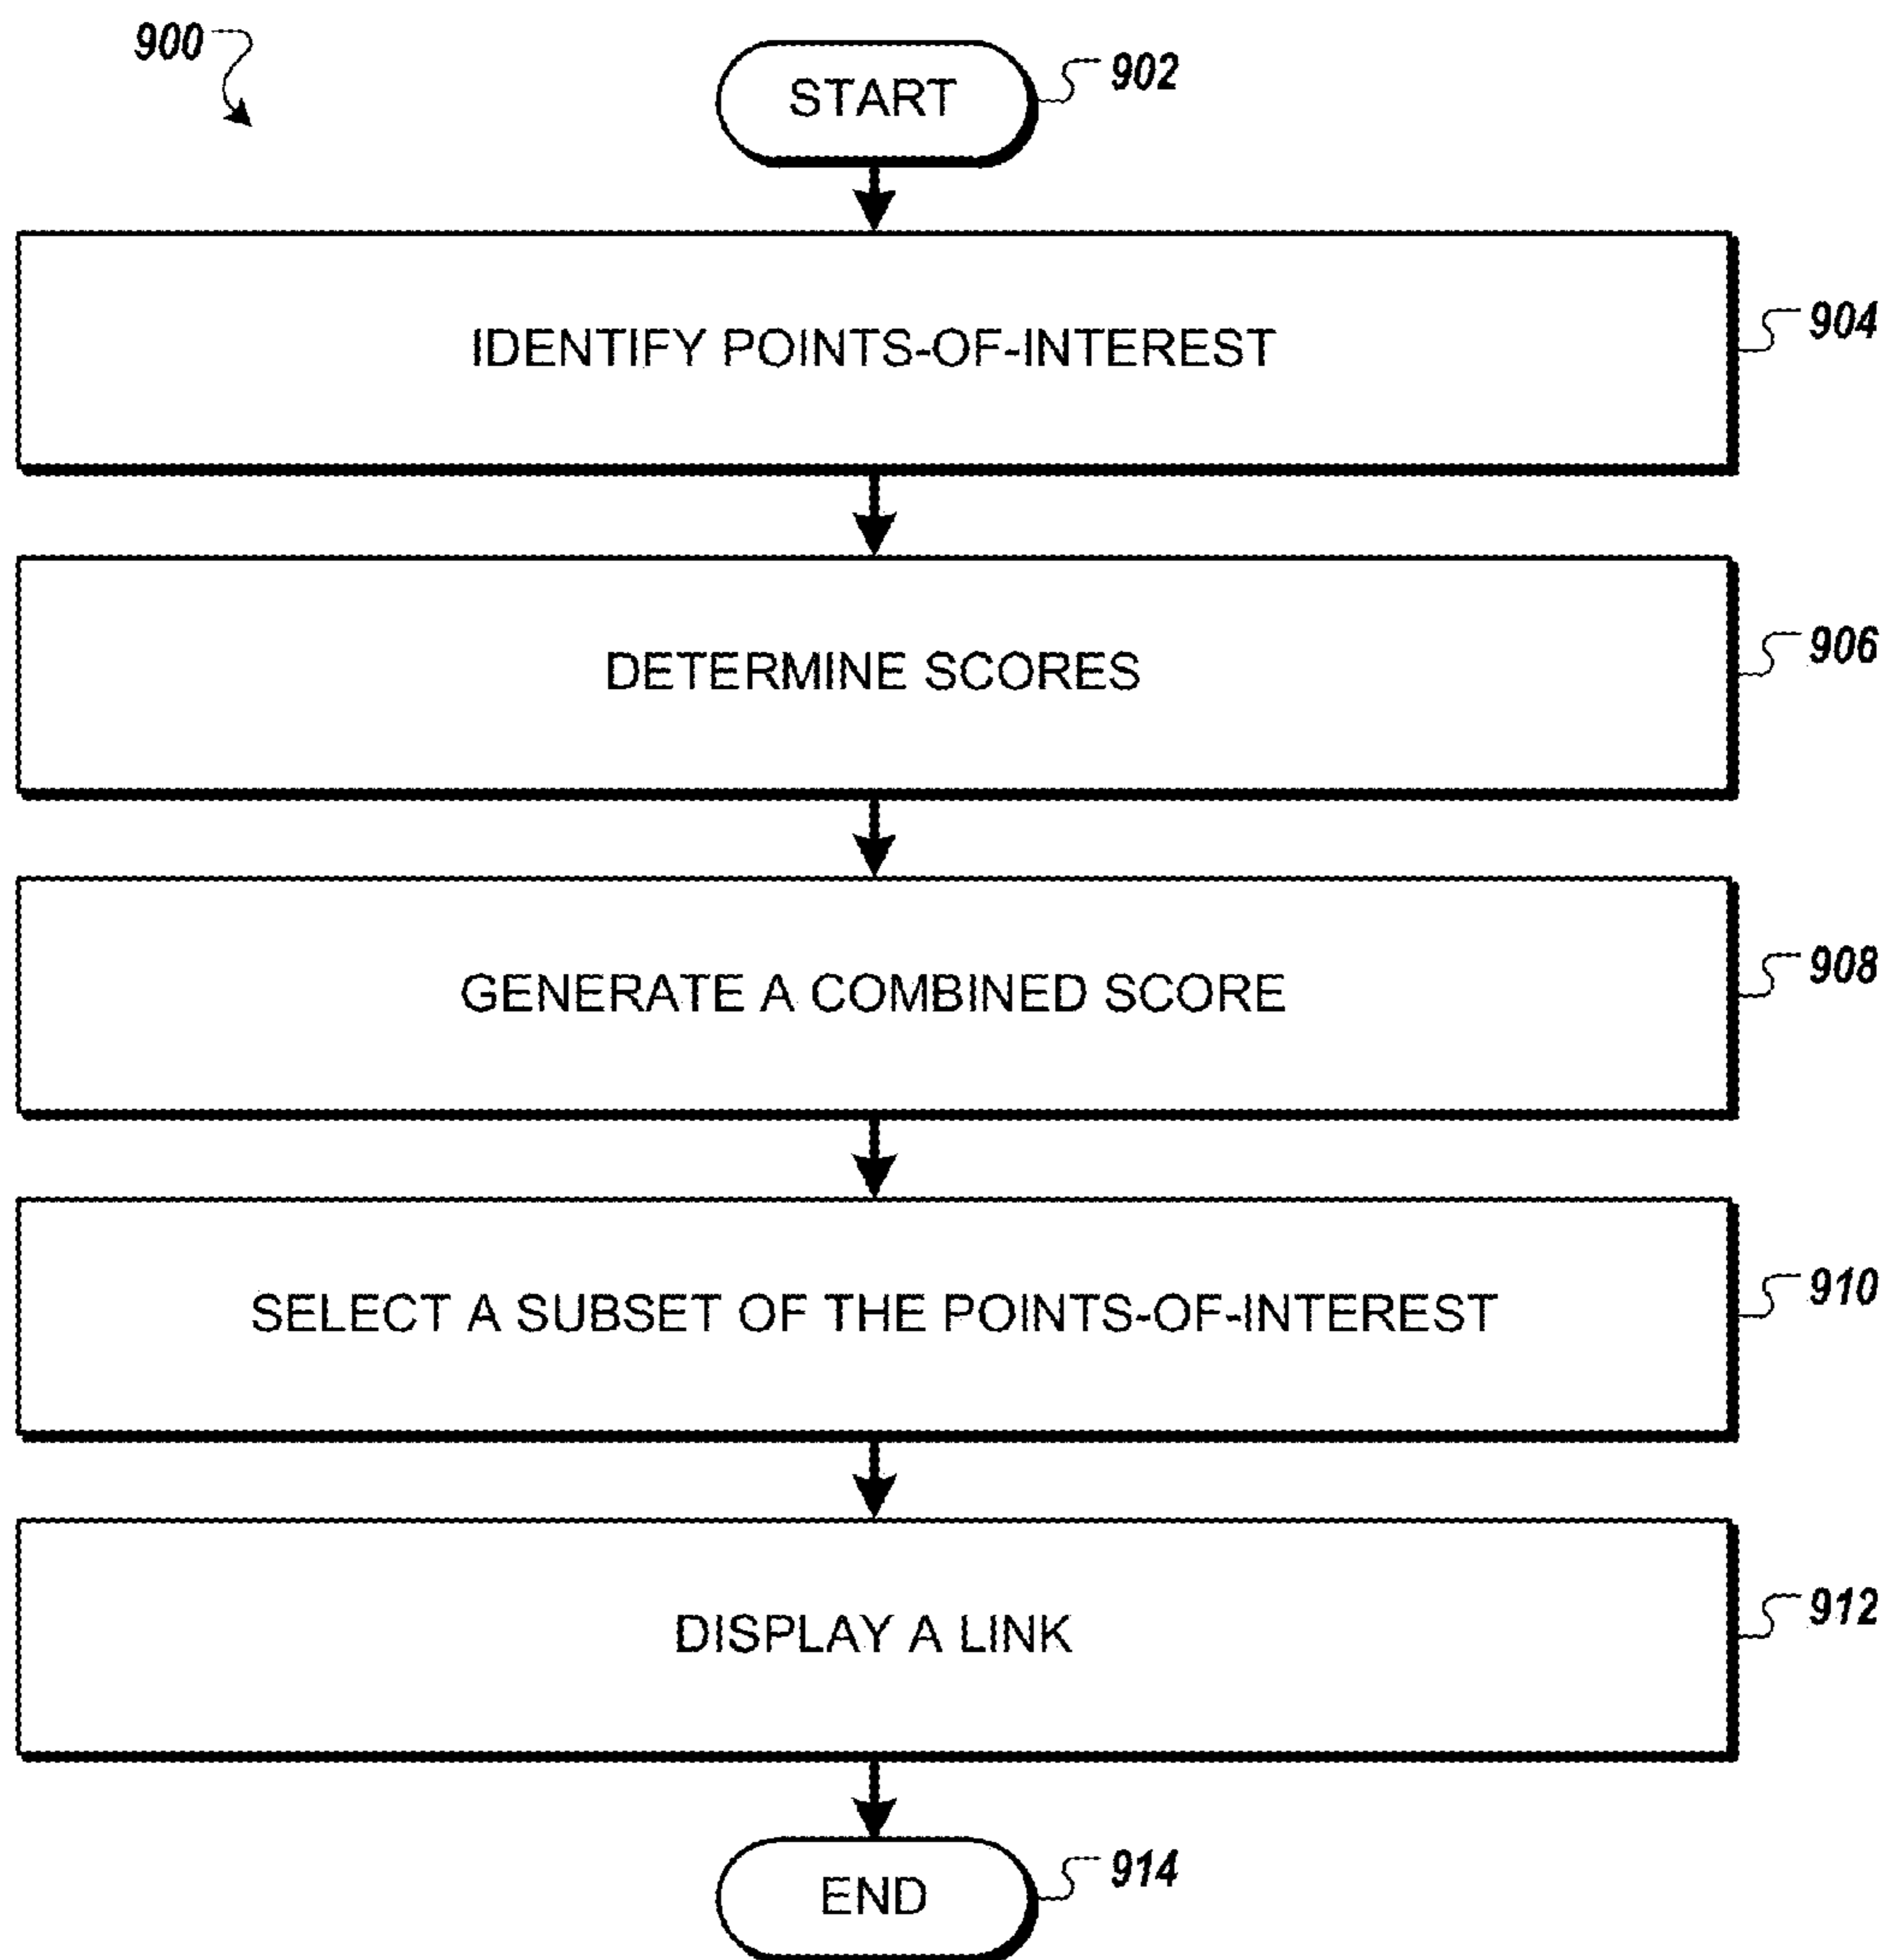 900
START
902
IDENTIFY POINTS-OF-INTEREST
904
DETERMINE SCORES
906
GENERATE A COMBINED SCORE
908
SELECT A SUBSET OF THE POINTS-OF-INTEREST
910
DISPLAY A LINK
912
END
914